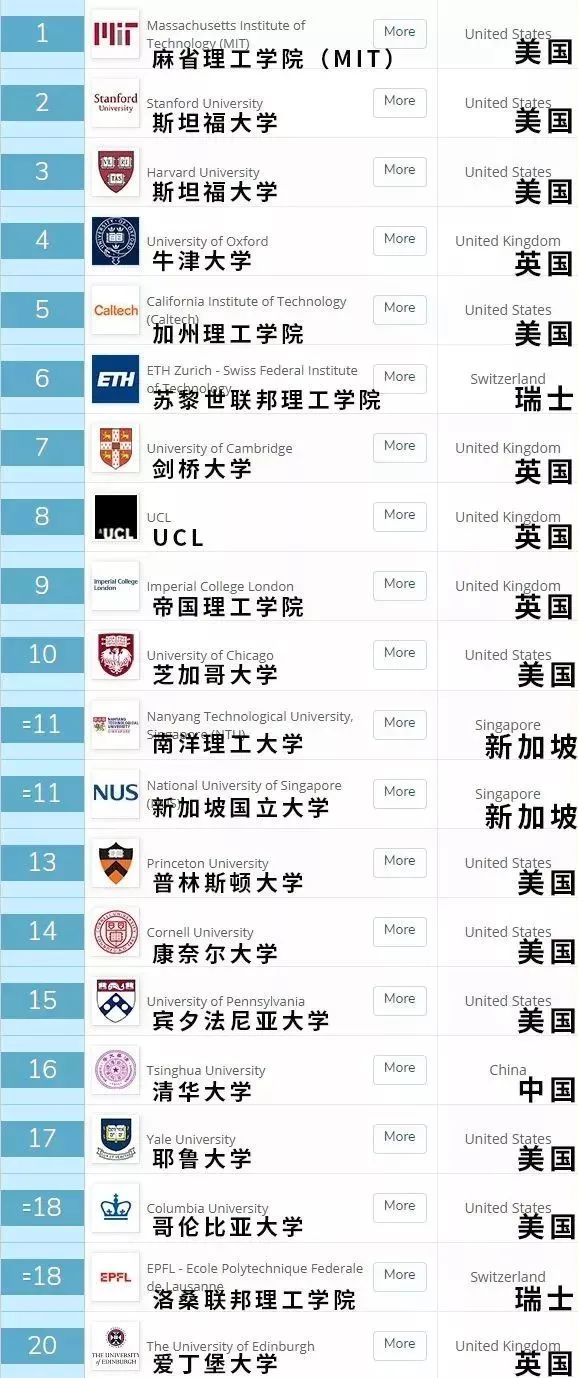 1
Massachusetts Institute of
Technology (MIT)
麻省理工学院（MIT）
More
United States
美国
2
Stanford
University
Stanford University
斯坦福大学
More
United States
美国
3
Harvard University
斯坦福大学
More
United States
美国
4
University of Oxford
牛津大学
More
United Kingdom
英国
5
Caltech
California Institute of Technology
(Caltech)
加州理工学院
More
United States
美国
6
ETH
ETH Zurich - Swiss Federal Institute
of Technology
苏黎世联邦理工学院
More
Switzerland
瑞士
7
University of Cambridge
剑桥大学
More
United Kingdom
英国
8
UCL
UCL
UCL
More
United Kingdom
英国
9
Imperial College
London
Imperial College London
帝国理工学院
More
United Kingdom
英国
10
University of Chicago
芝加哥大学
More
United States
美国
=11
NANYANG
TECHNOLOGICAL
UNIVERSITY
SINGAPORE
Nanyang Technological University,
Singapore (NTU)
南洋理工大学
More
Singapore
新加坡
=11
NUS
National University of Singapore
(NUS)
新加坡国立大学
More
Singapore
新加坡
13
Princeton University
普林斯顿大学
More
United States
美国
14
Cornell University
康奈尔大学
More
United States
美国
15
University of Pennsylvania
宾夕法尼亚大学
More
United States
美国
16
Tsinghua University
清华大学
More
China
中国
17
Yale University
耶鲁大学
More
United States
美国
=18
Columbia University
哥伦比亚大学
More
United States
美国
=18
EPFL
EPFL - Ecole Polytechnique Federale
de Lausanne
洛桑联邦理工学院
More
Switzerland
瑞士
20
THE UNIVERSITY
of EDINBURGH
The University of Edinburgh
爱丁堡大学
More
United Kingdom
英国